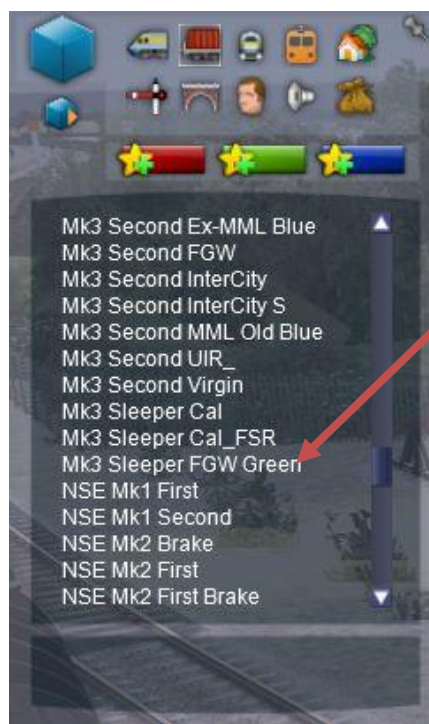 Mk3 Second Ex-MML Blue
Mk3 Second FGW
Mk3 Second InterCity
Mk3 Second InterCity S
Mk3 Second MML Old Blue
Mk3 Second UIR_
Mk3 Second Virgin
Mk3 Sleeper Cal
Mk3 Sleeper Cal_FSR
Mk3 Sleeper FGW Green
NSE Mk1 First
NSE Mk1 Second
NSE Mk2 Brake
NSE Mk2 First
NSE Mk2 First Brake